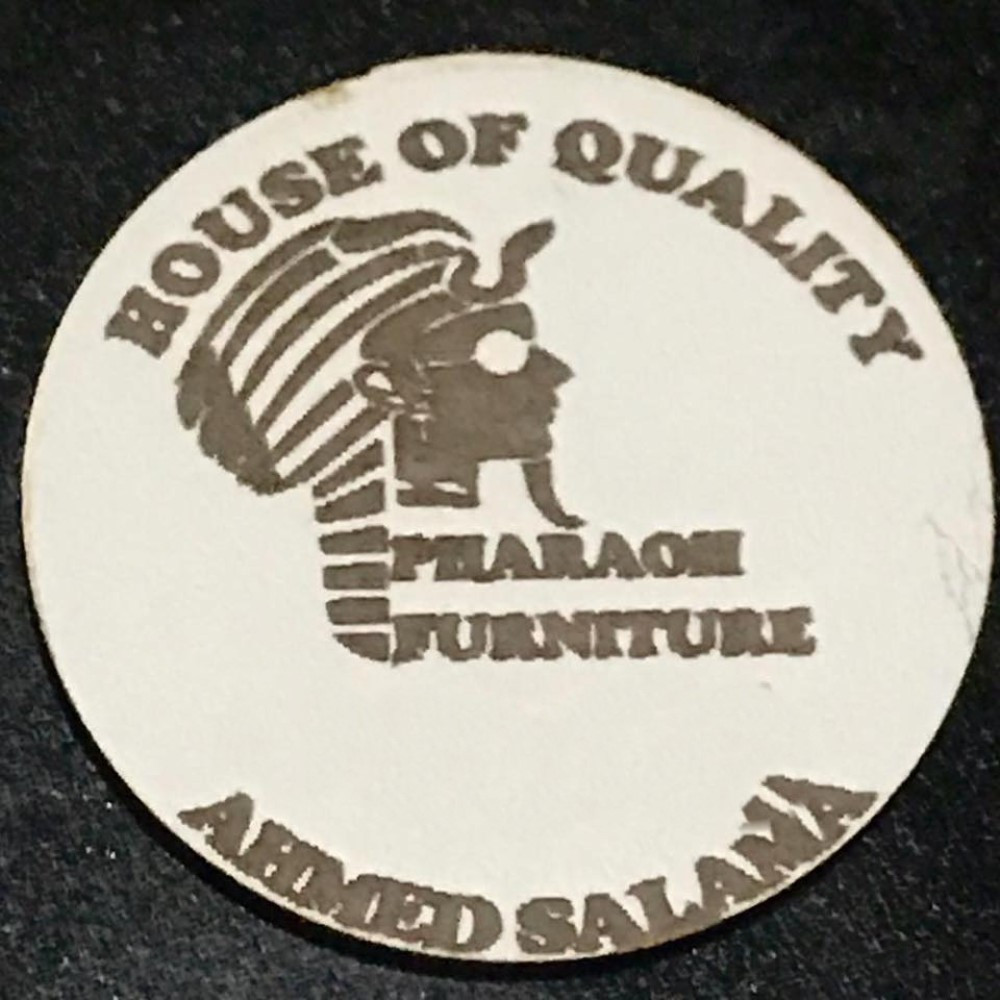 HOUSE OF QUALITY
PHARAOH
FURNITURE
AHMED SALAMA